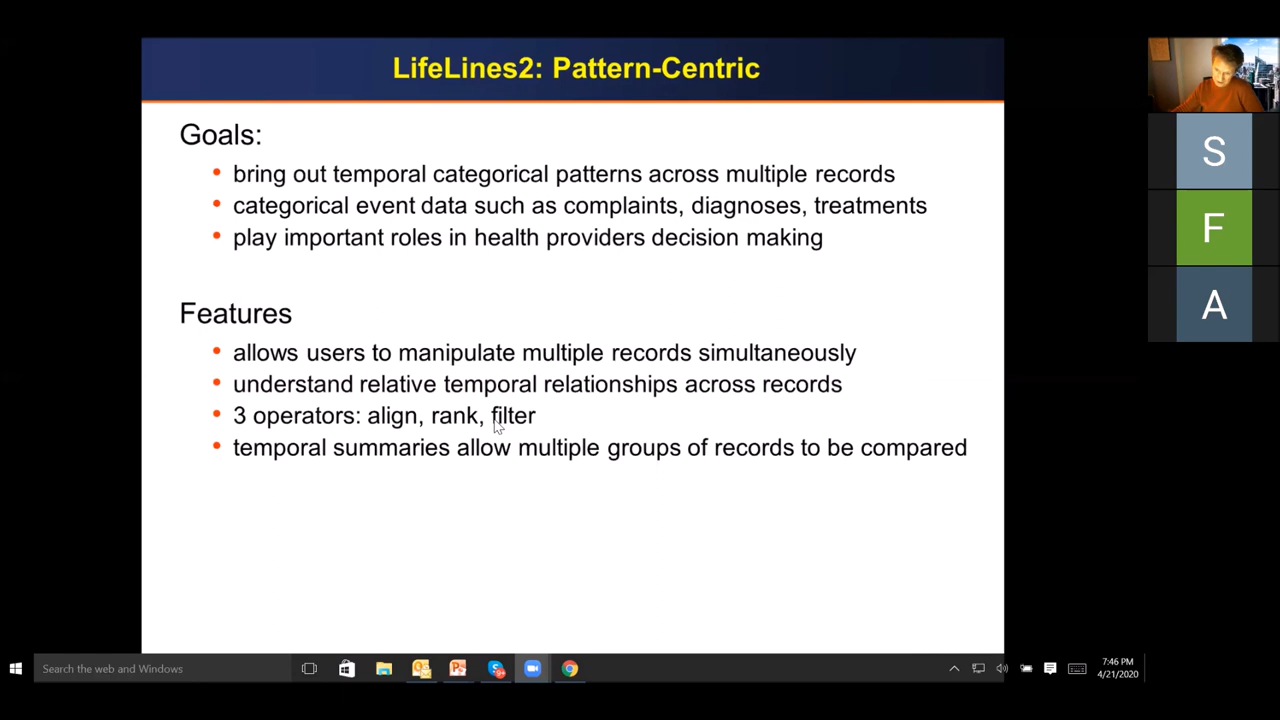 LifeLines2: Pattern-Centric
Goals:
• bring out temporal categorical patterns across multiple records
• categorical event data such as complaints, diagnoses, treatments
• play important roles in health providers decision making
Features
• allows users to manipulate multiple records simultaneously
• understand relative temporal relationships across records
• 3 operators: align, rank, filter
• temporal summaries allow multiple groups of records to be compared
S
F
A
Search the web and Windows
7:46 PM
4/21/2020